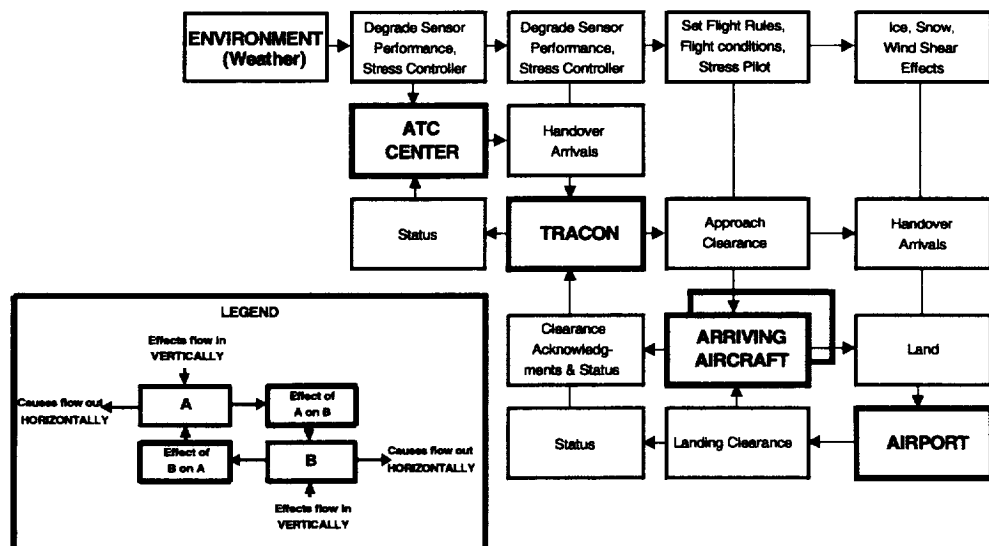 ENVIRONMENT
(Weather)
Degrade Sensor
Performance,
Stress Controller
Degrade Sensor
Performance,
Stress Controller
Set Flight Rules,
Flight conditions,
Stress Pilot
Ice, Snow,
Wind Shear
Effects
ATC
CENTER
Handover
Arrivals
Status
TRACON
Approach
Clearance
Handover
Arrivals
Clearance
Acknowledg-
ments & Status
ARRIVING
AIRCRAFT
Land
Status
Landing Clearance
AIRPORT
LEGEND
Effects flow in
VERTICALLY
Causes flow out
HORIZONTALLY
A
Effect of
A on B
Effect of
B on A
B
Causes flow out
HORIZONTALLY
Effects flow in
VERTICALLY